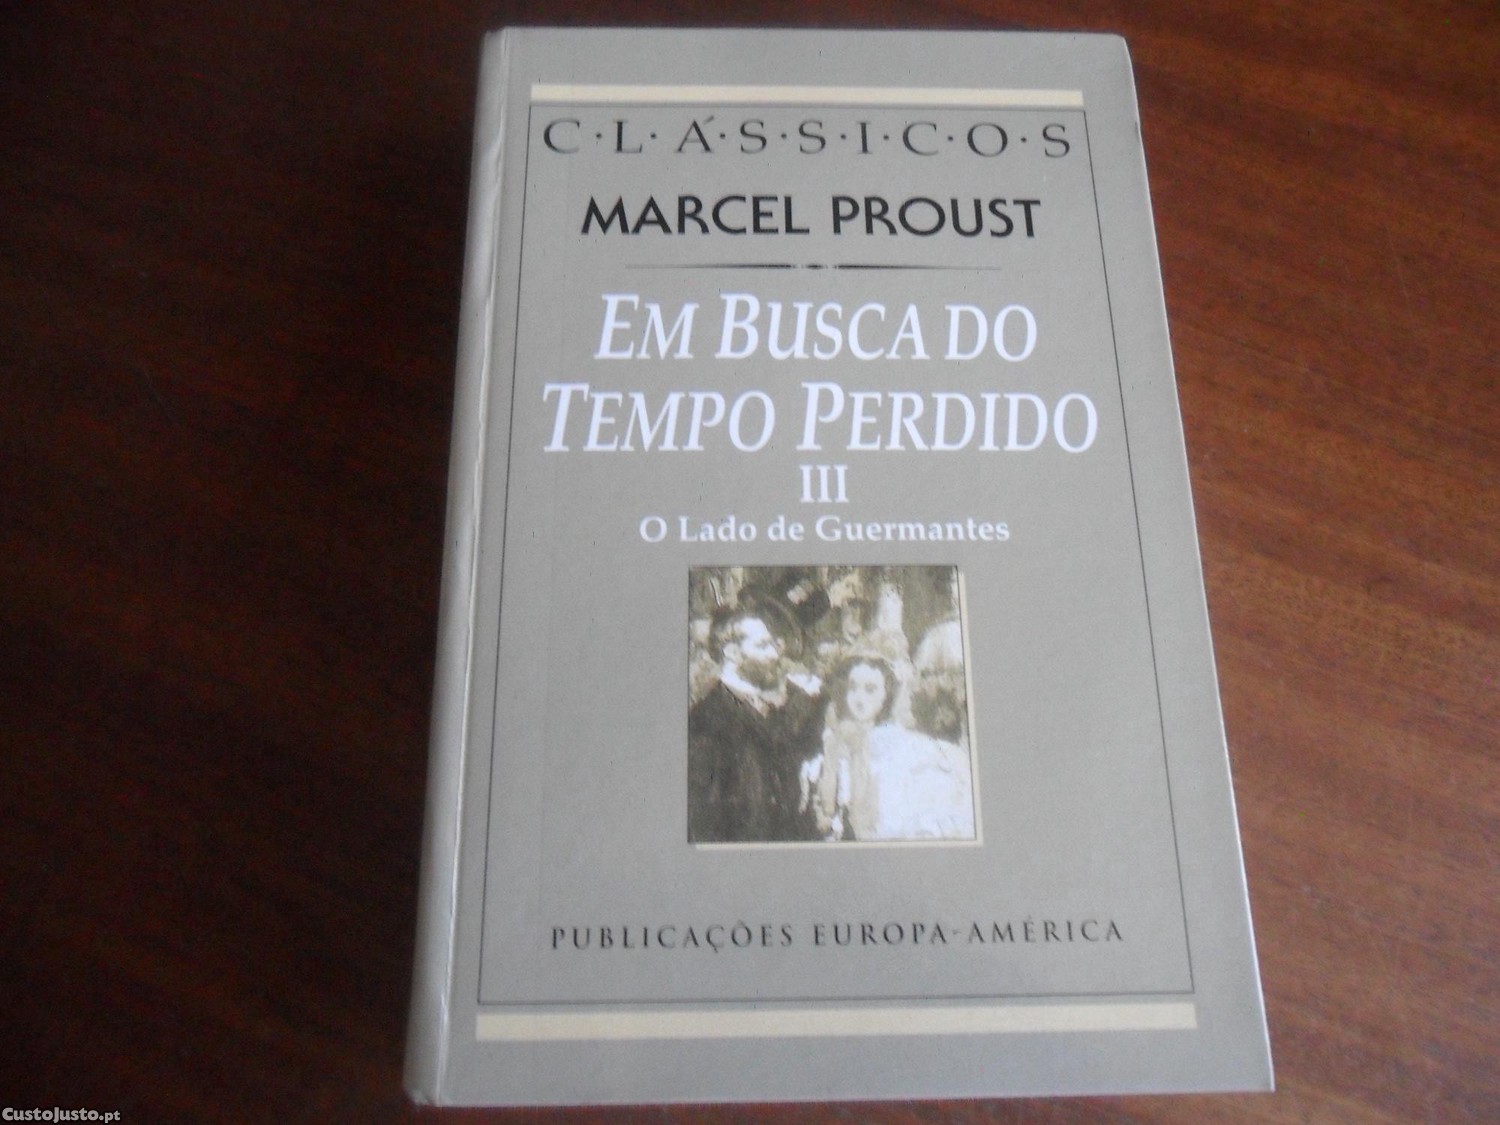 C·L·Á·S·S·I·C·O·S
MARCEL PROUST
EM BUSCA DO
TEMPO PERDIDO
III
O Lado de Guermantes
PUBLICAÇÕES EUROPA-AMÉRICA
CustoJusto.pt